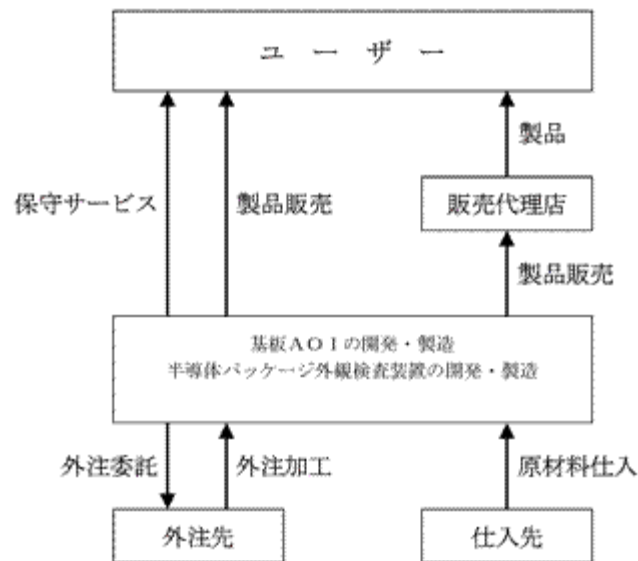 ユーザー
製品
保守サービス
製品販売
販売代理店
製品販売
基板AOIの開発・製造
半導体パッケージ外観検査装置の開発・製造
外注委託
外注加工
原材料仕入
外注先
仕入先